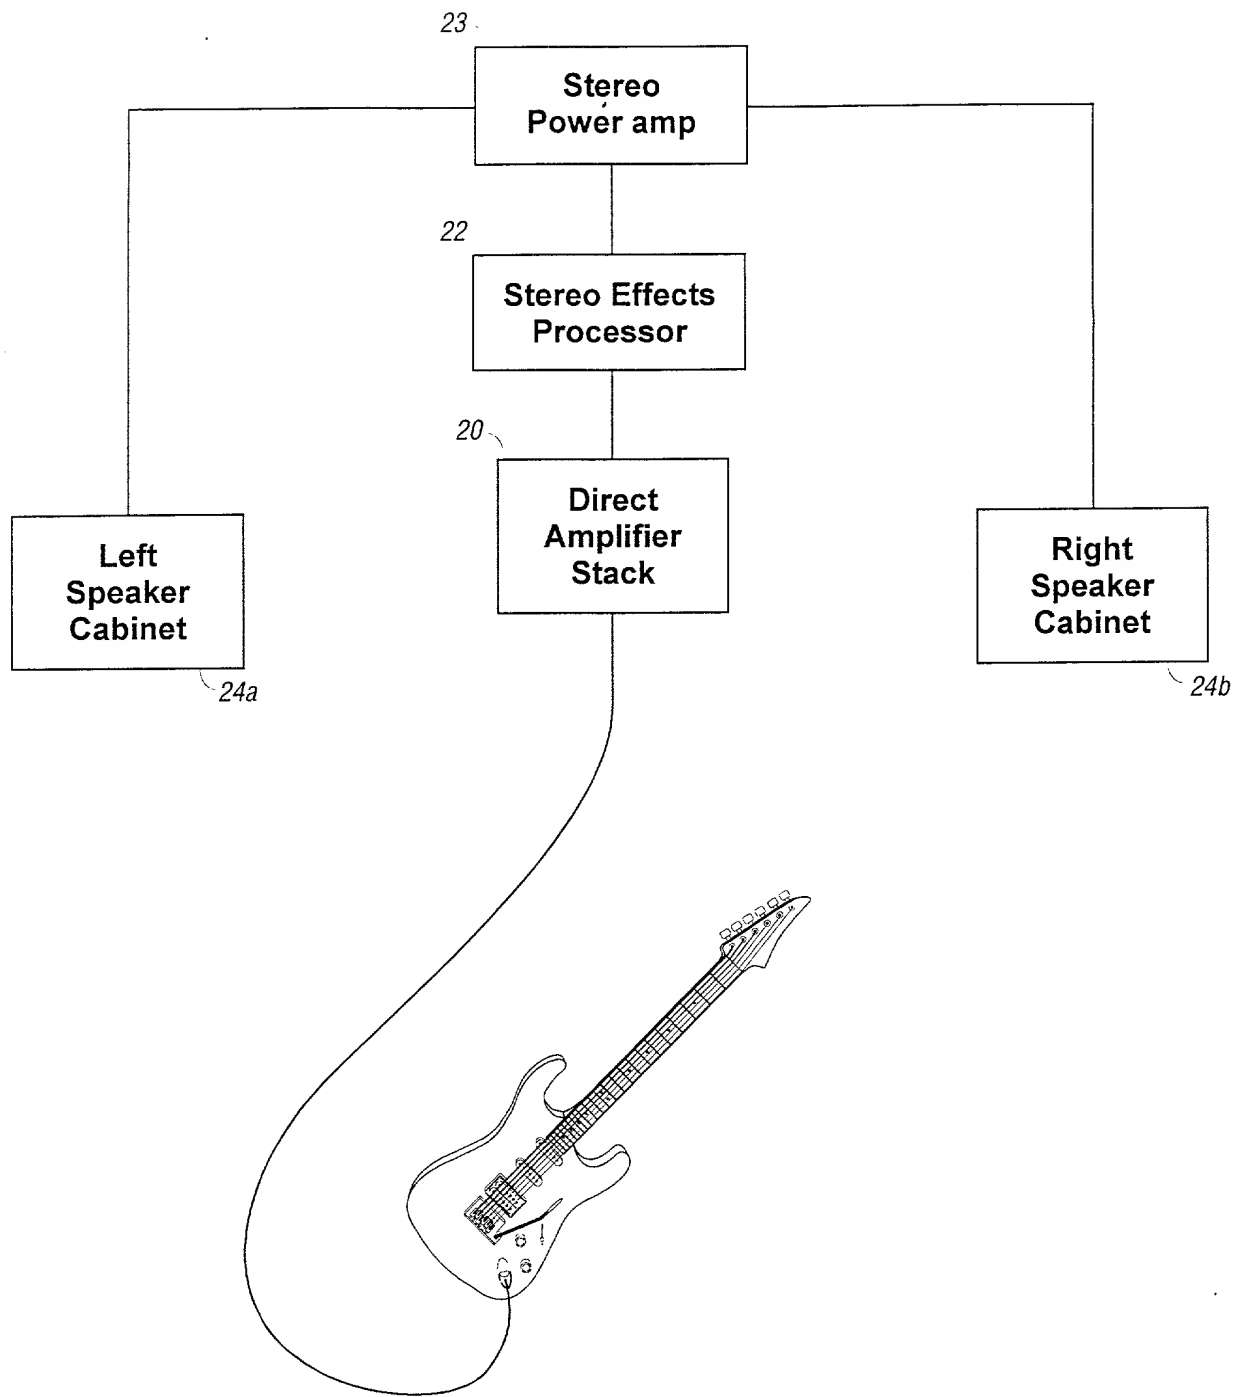 23
Stereo
Power amp
22
Stereo Effects
Processor
20
Direct
Amplifier
Stack
Left
Speaker
Cabinet
24a
Right
Speaker
Cabinet
24b